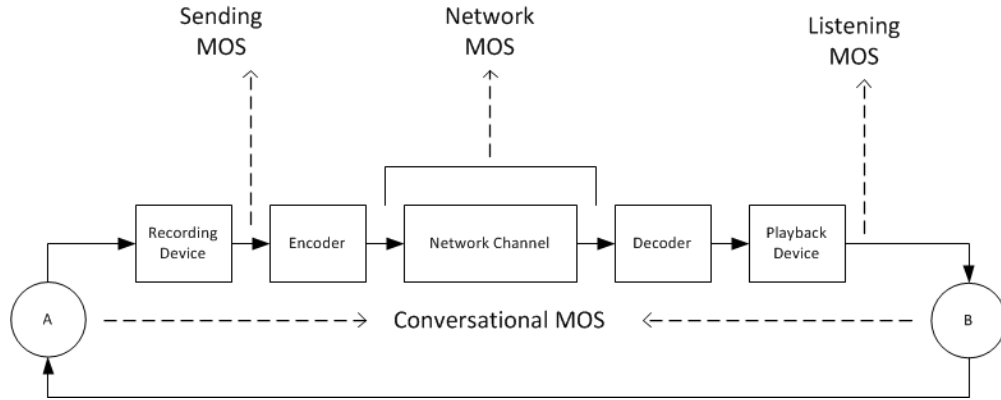 Sending
MOS
Network
MOS
Listening
MOS
Recording
Device
Encoder
Network Channel
Decoder
Playback
Device
A
Conversational MOS
B